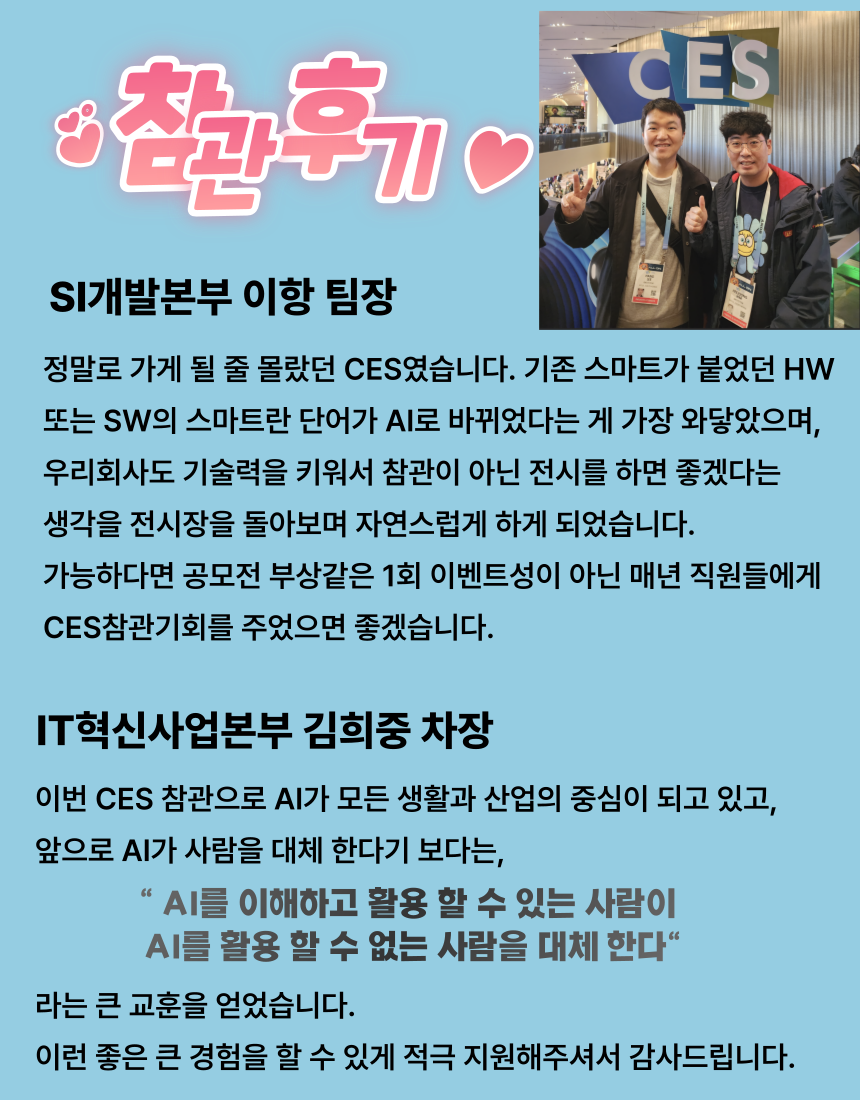 참관후기
CES
SI개발본부 이항 팀장
정말로 가게 될 줄 몰랐던 CES였습니다. 기존 스마트가 붙었던 HW
또는 SW의 스마트란 단어가 AI로 바뀌었다는 게 가장 와닿았으며,
우리회사도 기술력을 키워서 참관이 아닌 전시를 하면 좋겠다는
생각을 전시장을 돌아보며 자연스럽게 하게 되었습니다.
가능하다면 공모전 부상같은 1회 이벤트성이 아닌 매년 직원들에게
CES참관기회를 주었으면 좋겠습니다.
IT혁신사업본부 김희중 차장
이번 CES 참관으로 AI가 모든 생활과 산업의 중심이 되고 있고,
앞으로 AI가 사람을 대체 한다기 보다는,
“ AI를 이해하고 활용 할 수 있는 사람이
AI를 활용 할 수 없는 사람을 대체 한다“
라는 큰 교훈을 얻었습니다.
이런 좋은 큰 경험을 할 수 있게 적극 지원해주셔서 감사드립니다.